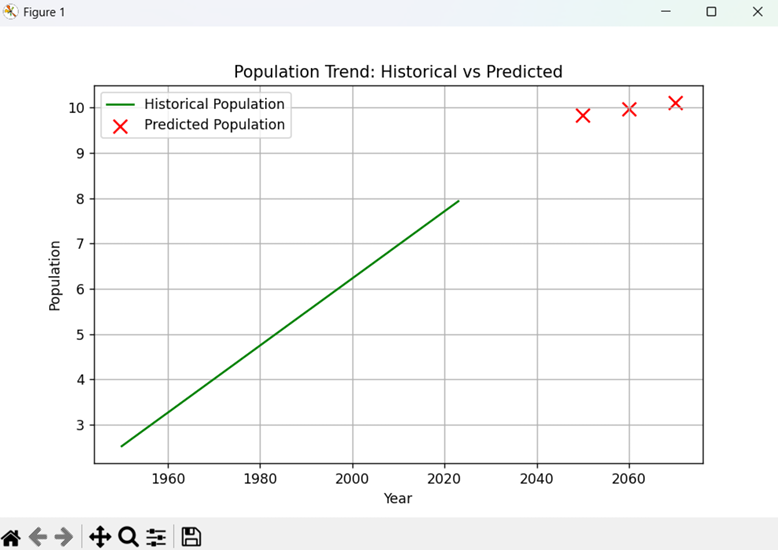 Figure 1
Population Trend: Historical vs Predicted
Historical Population
Predicted Population
10
9
8
7
6
5
4
3
Population
1960 1980 2000 2020 2040 2060
Year